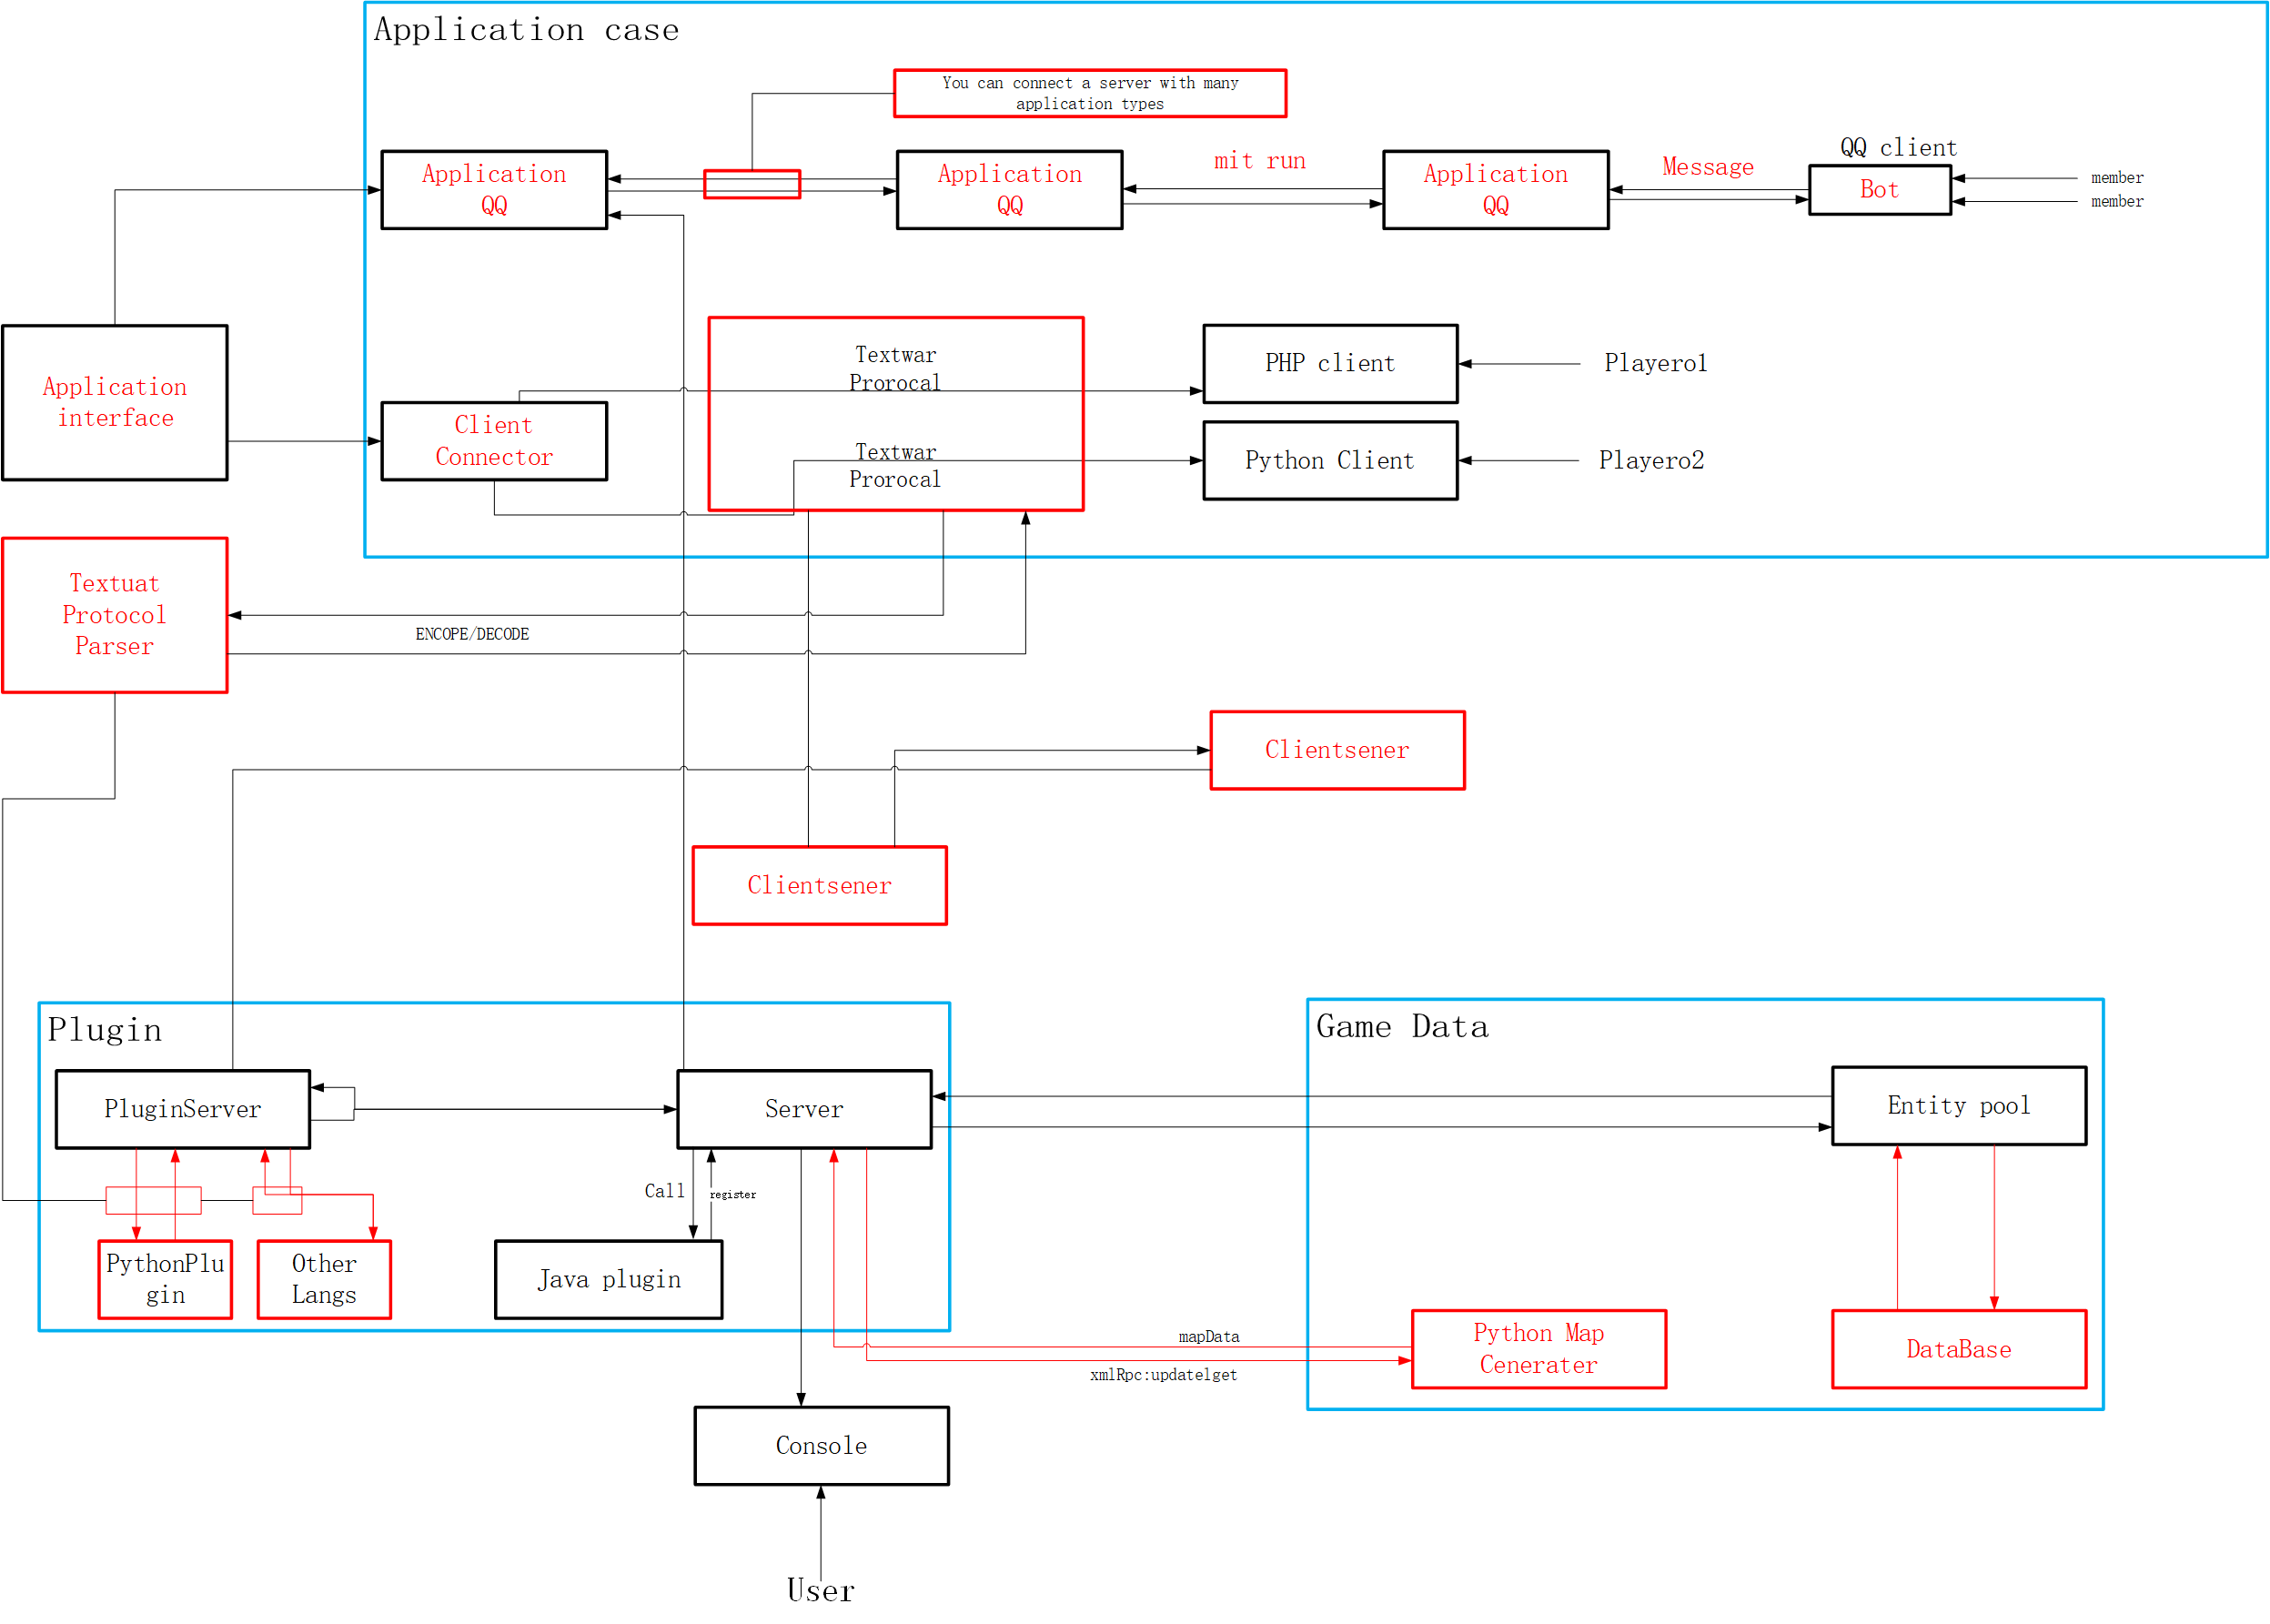 Application case
You can connect a server with many
application types
Application
QQ
Application
QQ
mit run
Application
QQ
Message
QQ client
Bot
member
member
Application
interface
Client
Connector
Textwar
Prorocal
Textwar
Prorocal
PHP client
Playero1
Python Client
Playero2
Textuat
Protocol
Parser
ENCOPE/DECODE
Clientsener
Clientsener
Plugin
PluginServer
Server
Call
register
PythonPlu
gin
Other
Langs
Java plugin
Game Data
Entity pool
mapData
xmlRpc:updatelget
Python Map
Cenerater
DataBase
Console
User